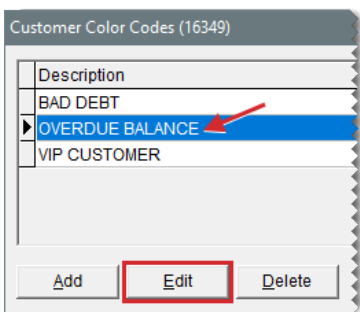 Customer Color Codes (16349)
Description
BAD DEBT
OVERDUE BALANCE
VIP CUSTOMER
Add Edit Delete